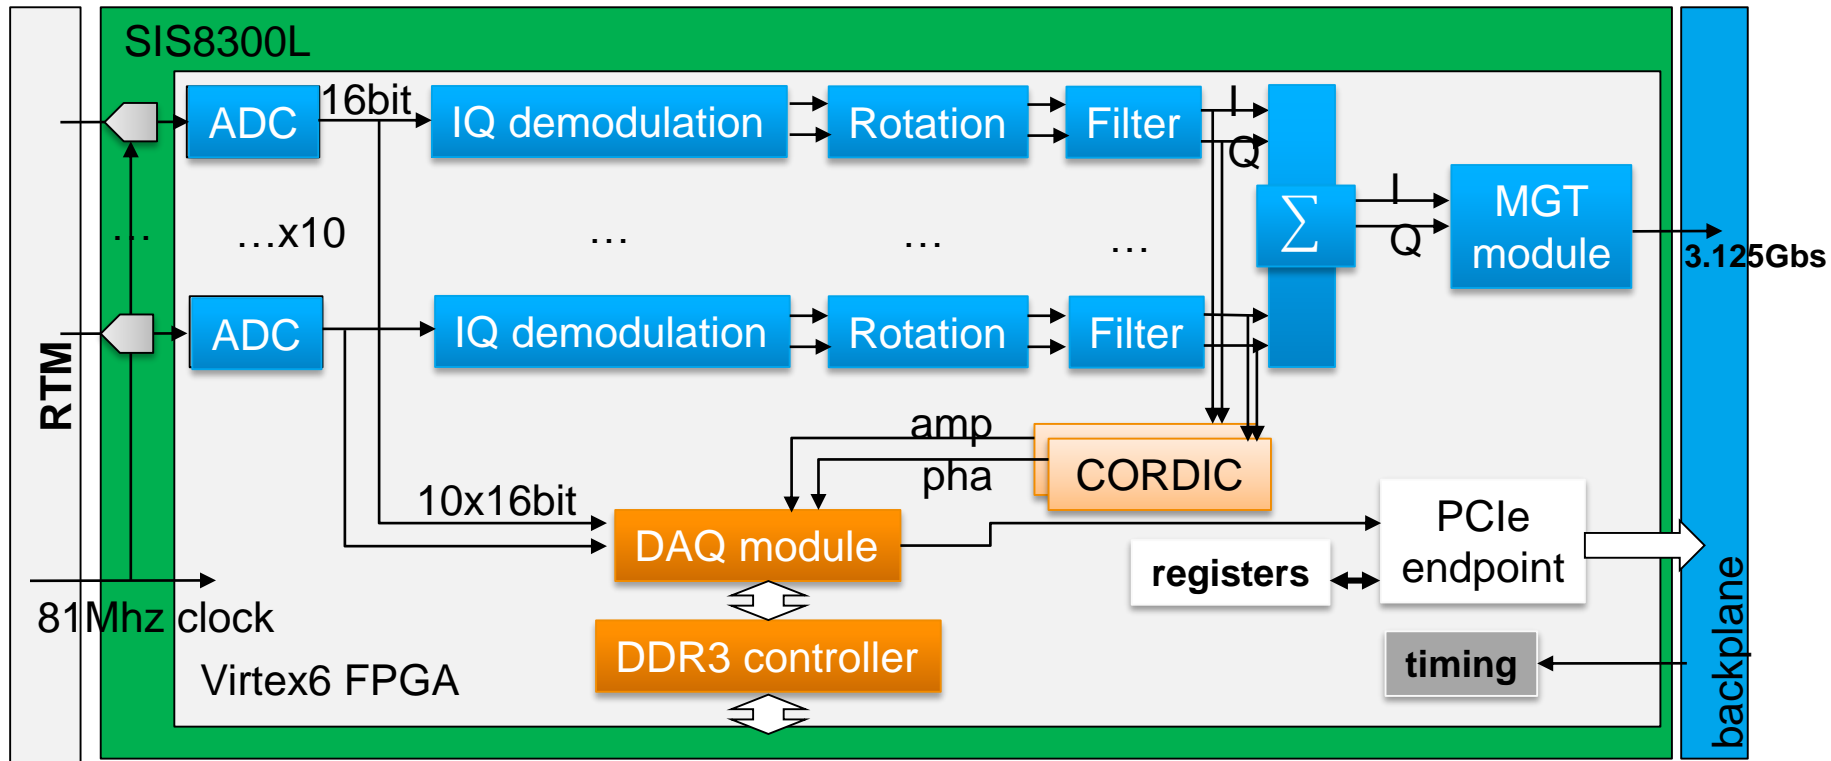 SIS8300L
ADC
16bit
IQ demodulation
Rotation
Filter
I
Q
…
…x10
…
…
…
∑
I
Q
MGT
module
3.125Gbs
ADC
IQ demodulation
Rotation
Filter
RTM
amp
pha
CORDIC
10x16bit
DAQ module
PCIe
endpoint
registers
81Mhz clock
DDR3 controller
timing
Virtex6 FPGA
backplane